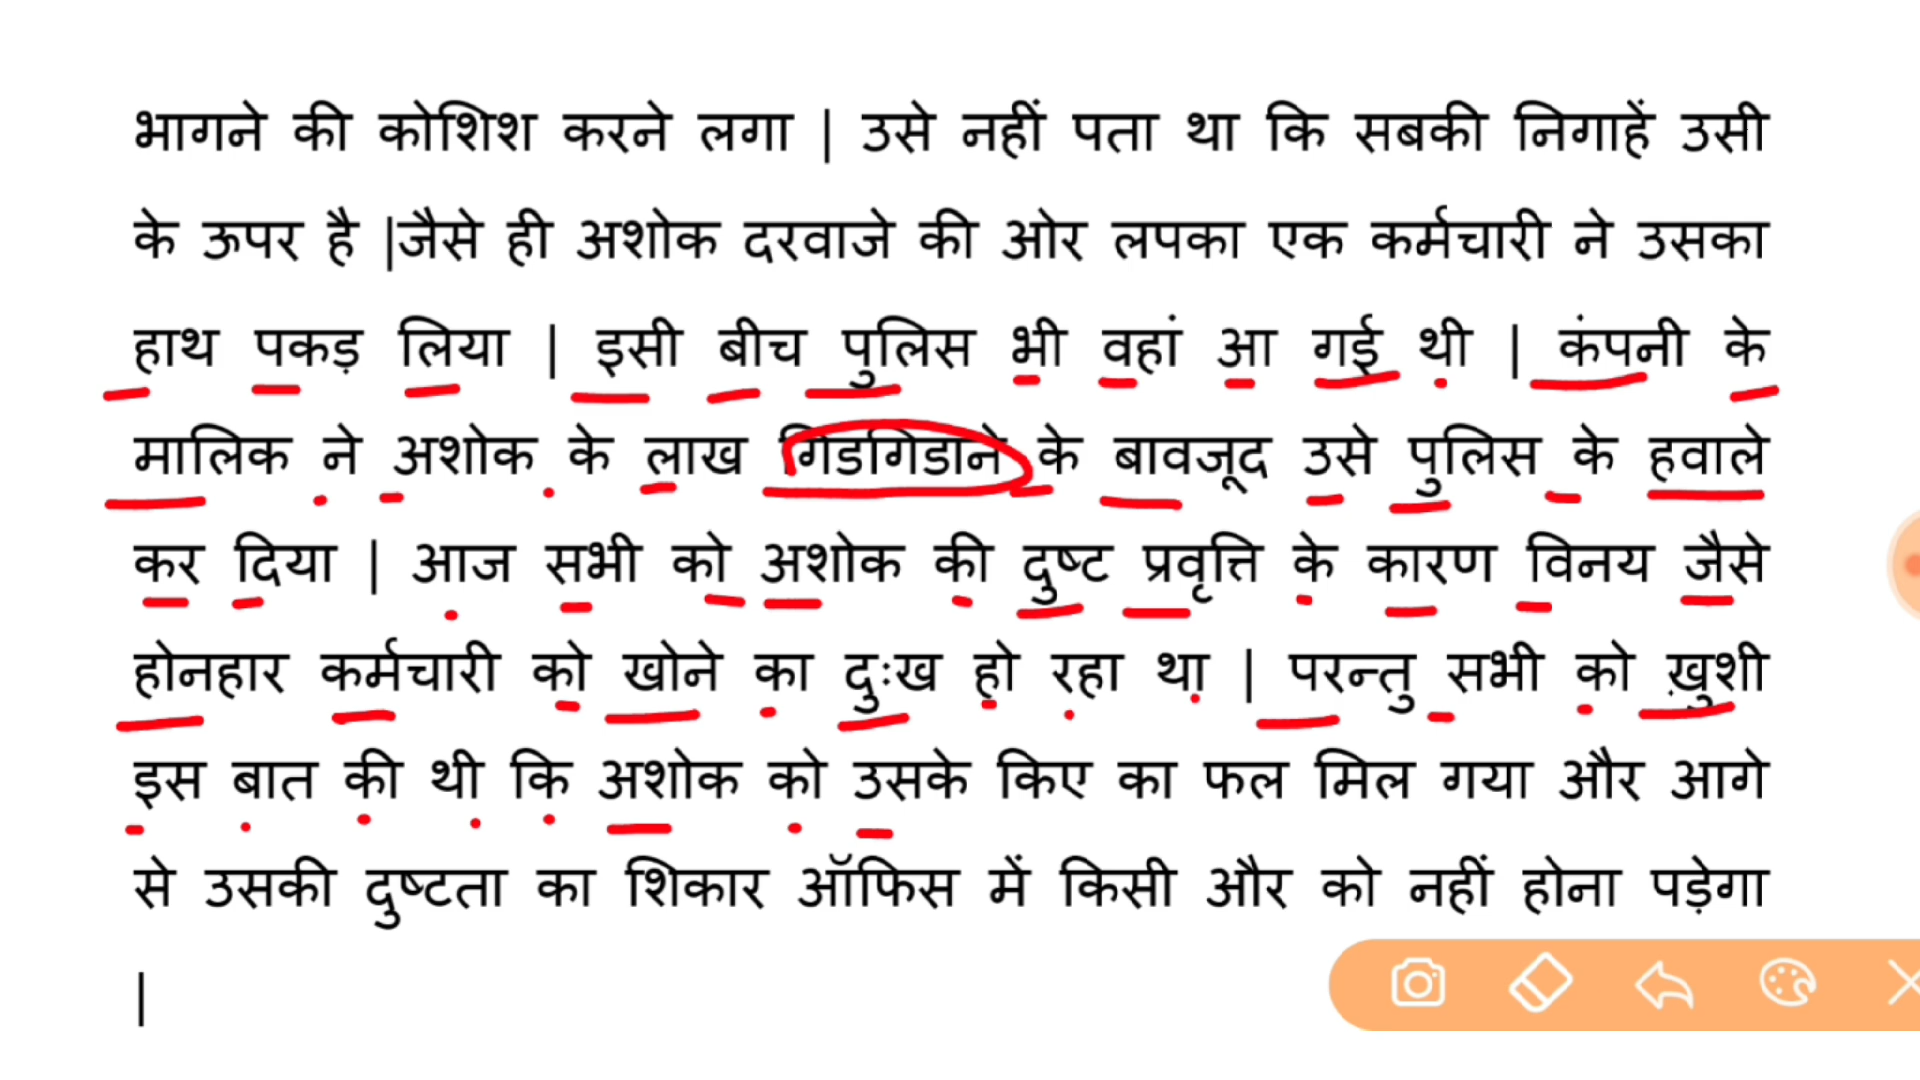 भागने की कोशिश करने लगा | उसे नहीं पता था कि सबकी निगाहें उसी
के ऊपर है |जैसे ही अशोक दरवाजे की ओर लपका एक कर्मचारी ने उसका
हाथ पकड़ लिया | इसी बीच पुलिस भी वहां आ गई थी | कंपनी के
मालिक ने अशोक के लाख गिडगिडाने के बावजूद उसे पुलिस के हवाले
कर दिया | आज सभी को अशोक की दुष्ट प्रवृत्ति के कारण विनय जैसे
होनहार कर्मचारी को खोने का दुःख हो रहा था | परन्तु सभी को ख़ुशी
इस बात की थी कि अशोक को उसके किए का फल मिल गया और आगे
से उसकी दुष्टता का शिकार ऑफिस में किसी और को नहीं होना पड़ेगा
|